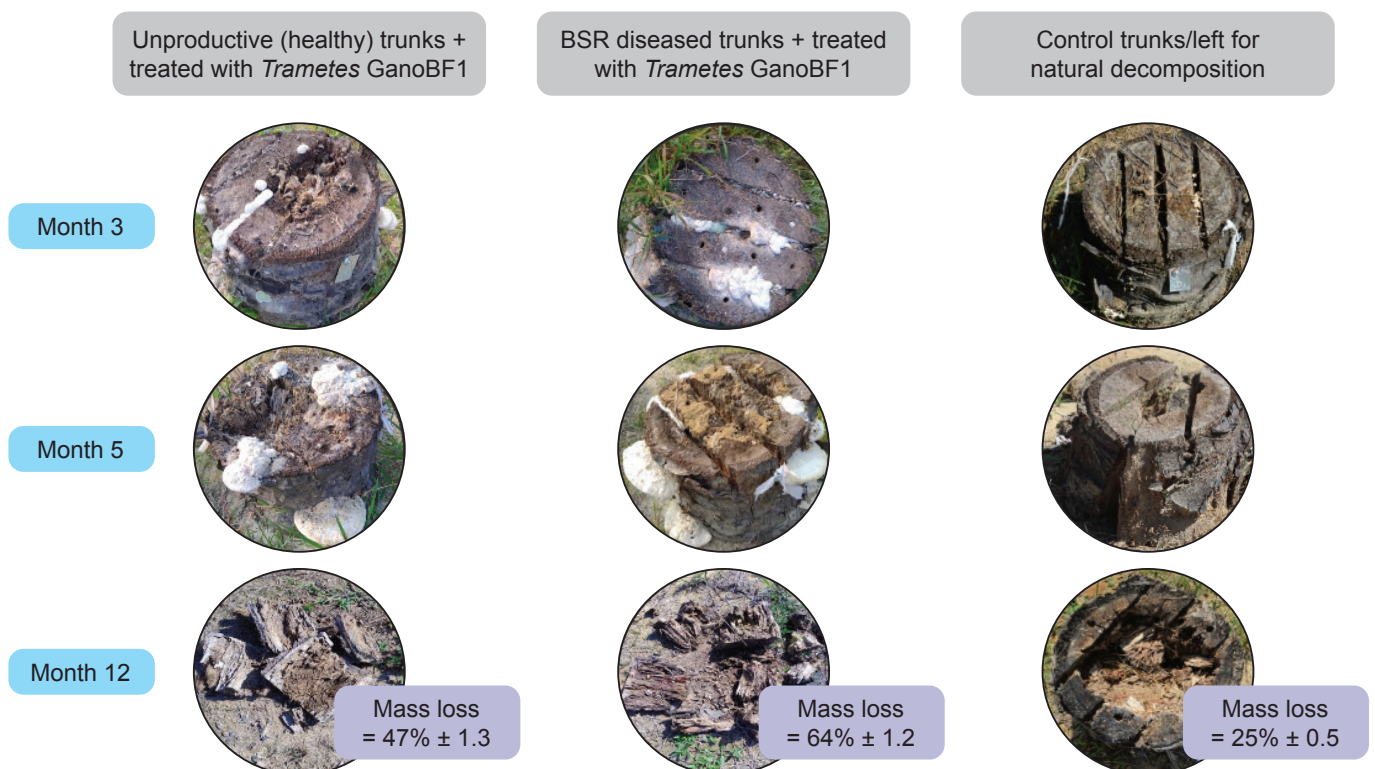 Unproductive (healthy) trunks +
treated with Trametes GanoBF1
BSR diseased trunks + treated
with Trametes GanoBF1
Control trunks/left for
natural decomposition
Month 3
Month 5
Month 12
Mass loss
= 47% ± 1.3
Mass loss
= 64% ± 1.2
Mass loss
= 25% ± 0.5